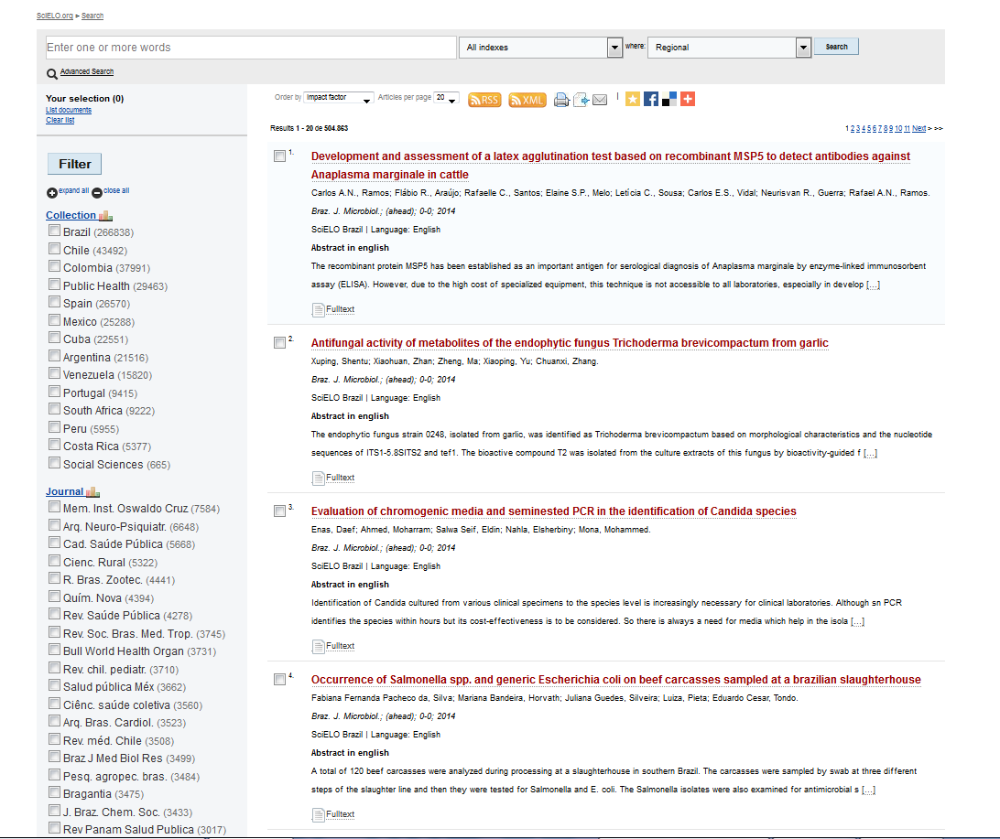 SciELO.org > Search
Enter one or more words
All indexes
where:
Regional
Search
Advanced Search
Your selection (0)
List documents
Clear list
Filter
expand all close all
Collection
Brazil (266838)
Chile (43492)
Colombia (37991)
Public Health (29463)
Spain (26570)
Mexico (25288)
Cuba (22551)
Argentina (21516)
Venezuela (15820)
Portugal (9415)
South Africa (9222)
Peru (5955)
Costa Rica (5377)
Social Sciences (665)
Journal
Mem. Inst. Oswaldo Cruz (7584)
Arq. Neuro-Psiquiatr. (6648)
Cad. Saúde Pública (5668)
Cienc. Rural (5322)
R. Bras. Zootec. (4441)
Quím. Nova (4394)
Rev. Saúde Pública (4278)
Rev. Soc. Bras. Med. Trop. (3745)
Bull World Health Organ (3731)
Rev. chil. pediatr. (3710)
Salud pública Méx (3662)
Ciênc. saúde coletiva (3560)
Arq. Bras. Cardiol. (3523)
Rev. méd. Chile (3508)
Braz J Med Biol Res (3499)
Pesq. agropec. bras. (3484)
Bragantia (3475)
J. Braz. Chem. Soc. (3433)
Rev Panam Salud Publica (3017)
Order by Impact factor Articles per page 20 RSS XML
Results 1 - 20 de 504.863
1 2 3 4 5 6 7 8 9 10 11 Next > >>
1.
Development and assessment of a latex agglutination test based on recombinant MSP5 to detect antibodies against
Anaplasma marginale in cattle
Carlos A.N., Ramos; Flábio R., Araújo; Rafaelle C., Santos; Elaine S.P., Melo; Letícia C., Sousa; Carlos E.S., Vidal; Neurisvan R., Guerra; Rafael A.N., Ramos.
Braz. J. Microbiol.; (ahead); 0-0; 2014
SciELO Brazil | Language: English
Abstract in english
The recombinant protein MSP5 has been established as an important antigen for serological diagnosis of Anaplasma marginale by enzyme-linked immunosorbent
assay (ELISA). However, due to the high cost of specialized equipment, this technique is not accessible to all laboratories, especially in develop [...]
Fulltext
2.
Antifungal activity of metabolites of the endophytic fungus Trichoderma brevicompactum from garlic
Xuping, Shentu; Xiaohuan, Zhan; Zheng, Ma; Xiaoping, Yu; Chuanxi, Zhang.
Braz. J. Microbiol.; (ahead); 0-0; 2014
SciELO Brazil | Language: English
Abstract in english
The endophytic fungus strain 0248, isolated from garlic, was identified as Trichoderma brevicompactum based on morphological characteristics and the nucleotide
sequences of ITS1-5.8SITS2 and tef1. The bioactive compound T2 was isolated from the culture extracts of this fungus by bioactivity-guided f [...]
Fulltext
3.
Evaluation of chromogenic media and seminested PCR in the identification of Candida species
Enas, Daef; Ahmed, Moharram; Salwa Seif, Eldin; Nahla, Elsherbiny; Mona, Mohammed.
Braz. J. Microbiol.; (ahead); 0-0; 2014
SciELO Brazil | Language: English
Abstract in english
Identification of Candida cultured from various clinical specimens to the species level is increasingly necessary for clinical laboratories. Although sn PCR
identifies the species within hours but its cost-effectiveness is to be considered. So there is always a need for media which help in the isola [...]
Fulltext
4.
Occurrence of Salmonella spp. and generic Escherichia coli on beef carcasses sampled at a brazilian slaughterhouse
Fabiana Fernanda Pacheco da, Silva; Mariana Bandeira, Horvath; Juliana Guedes, Silveira; Luiza, Pieta; Eduardo Cesar, Tondo.
Braz. J. Microbiol.; (ahead); 0-0; 2014
SciELO Brazil | Language: English
Abstract in english
A total of 120 beef carcasses were analyzed during processing at a slaughterhouse in southern Brazil. The carcasses were sampled by swab at three different
steps of the slaughter line and then they were tested for Salmonella and E. coli. The Salmonella isolates were also examined for antimicrobial s [...]
Fulltext